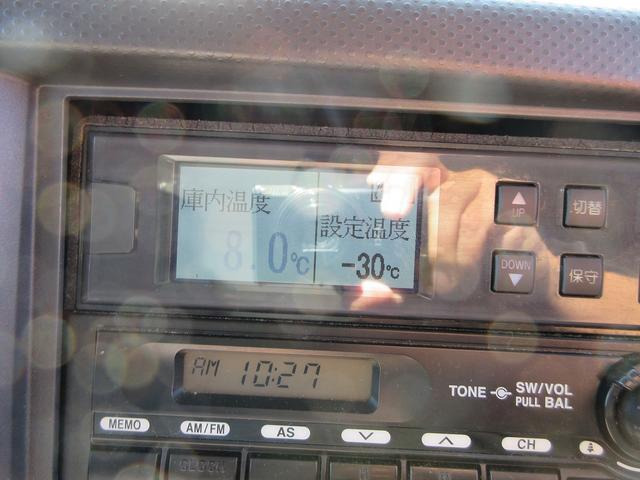 庫内温度
8.0℃
設定温度
-30℃
UP
切替
DOWN
保守
AM 10:27
TONE SW/VOL
PULL BAL
MEMO AM/FM AS CH
CLOCK